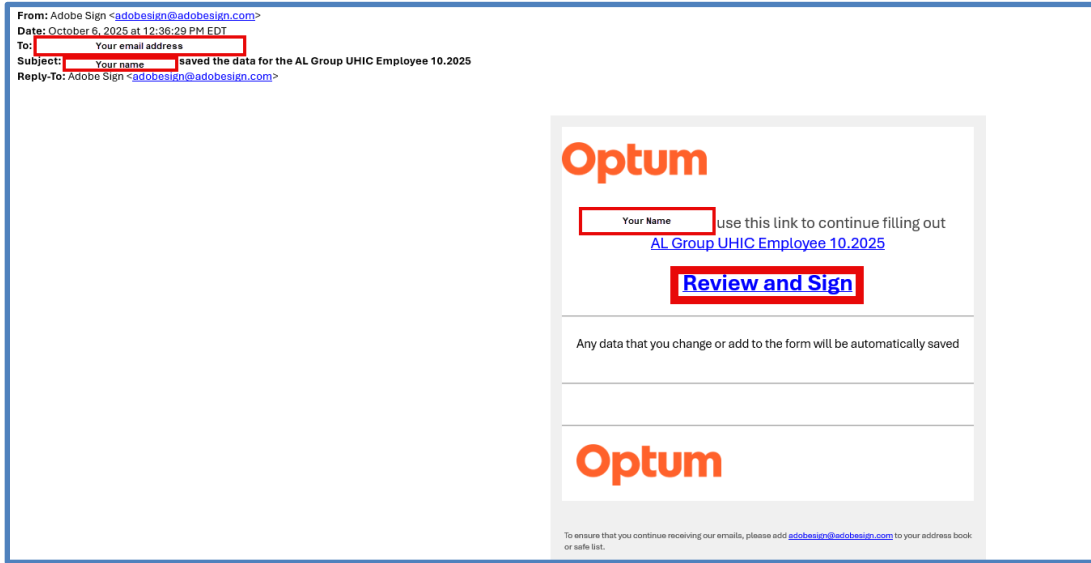 From: Adobe Sign <adobesign@adobesign.com>
Date: October 6, 2025 at 12:36:29 PM EDT
To: Your email address
Subject: Your name saved the data for the AL Group UHIC Employee 10.2025
Reply-To: Adobe Sign <adobesign@adobesign.com>
Optum
Your Name use this link to continue filling out
AL Group UHIC Employee 10.2025
Review and Sign
Any data that you change or add to the form will be automatically saved
Optum
To ensure that you continue receiving our emails, please add adobesign@adobesign.com to your address book
or safe list.